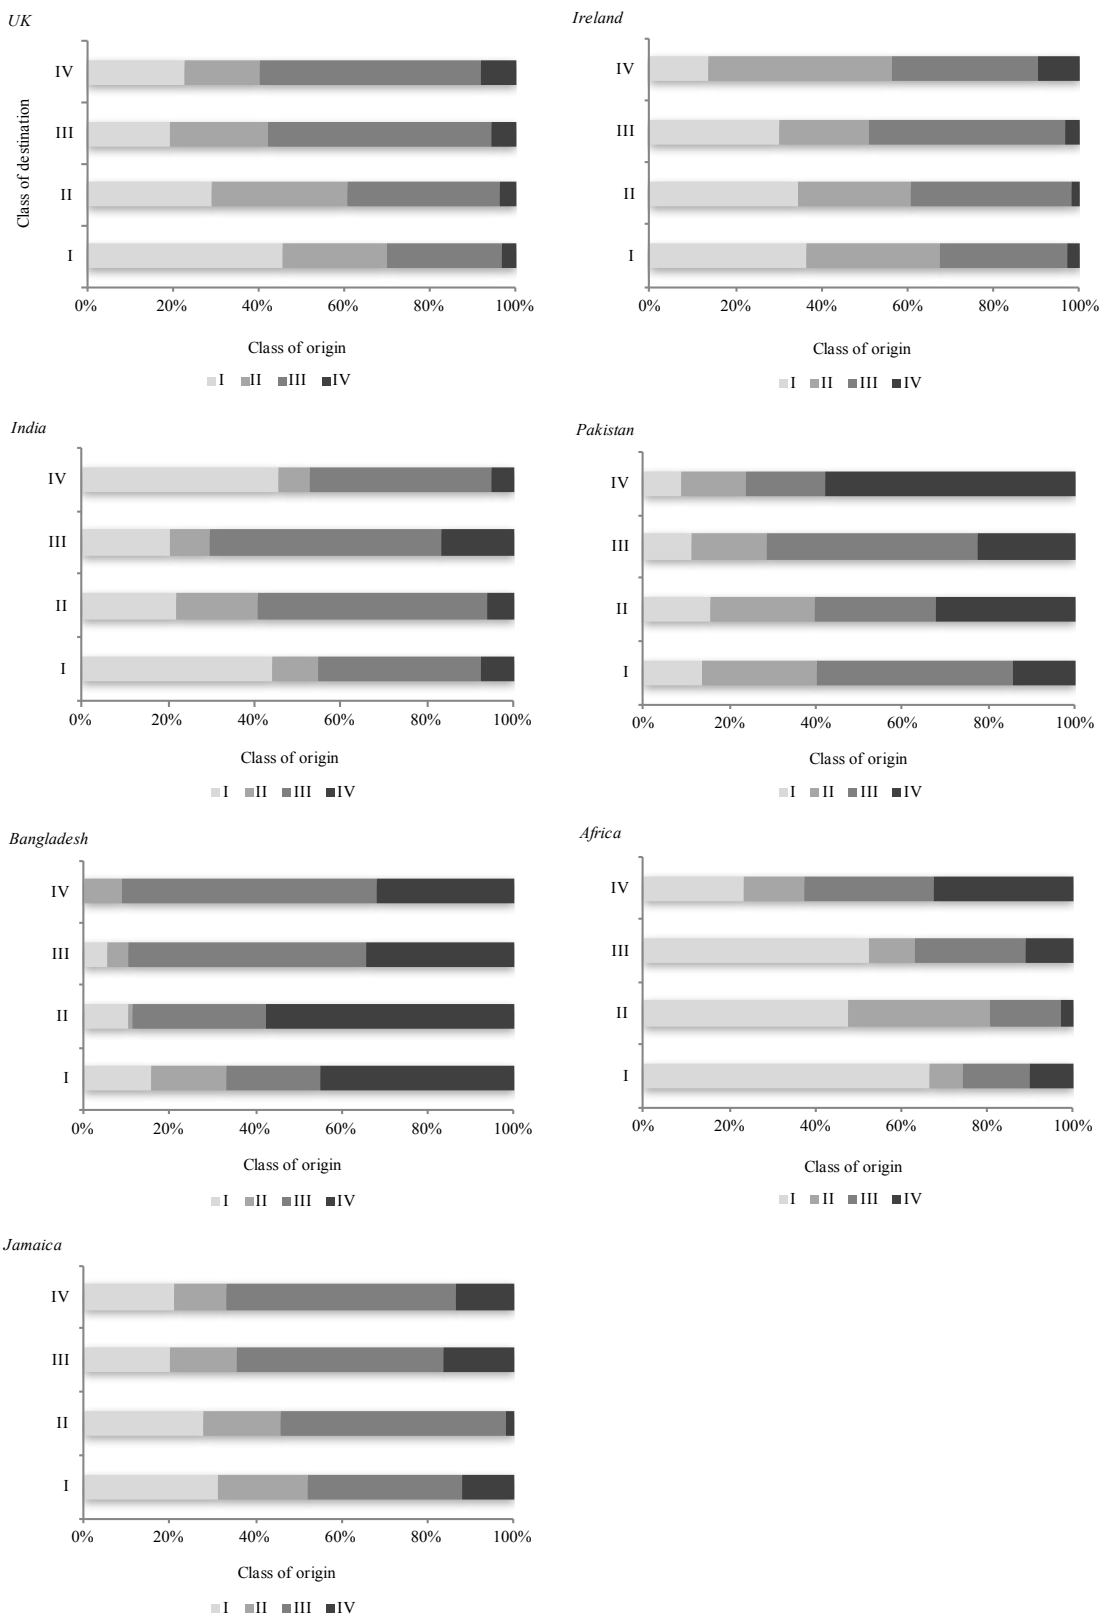 UK
Class of destination
IV
III
II
I
0% 20% 40% 60% 80% 100%
Class of origin
I II III IV
Ireland
IV
III
II
I
0% 20% 40% 60% 80% 100%
Class of origin
I II III IV
India
IV
III
II
I
0% 20% 40% 60% 80% 100%
Class of origin
I II III IV
Pakistan
IV
III
II
I
0% 20% 40% 60% 80% 100%
Class of origin
I II III IV
Bangladesh
IV
III
II
I
0% 20% 40% 60% 80% 100%
Class of origin
I II III IV
Africa
IV
III
II
I
0% 20% 40% 60% 80% 100%
Class of origin
I II III IV
Jamaica
IV
III
II
I
0% 20% 40% 60% 80% 100%
Class of origin
I II III IV